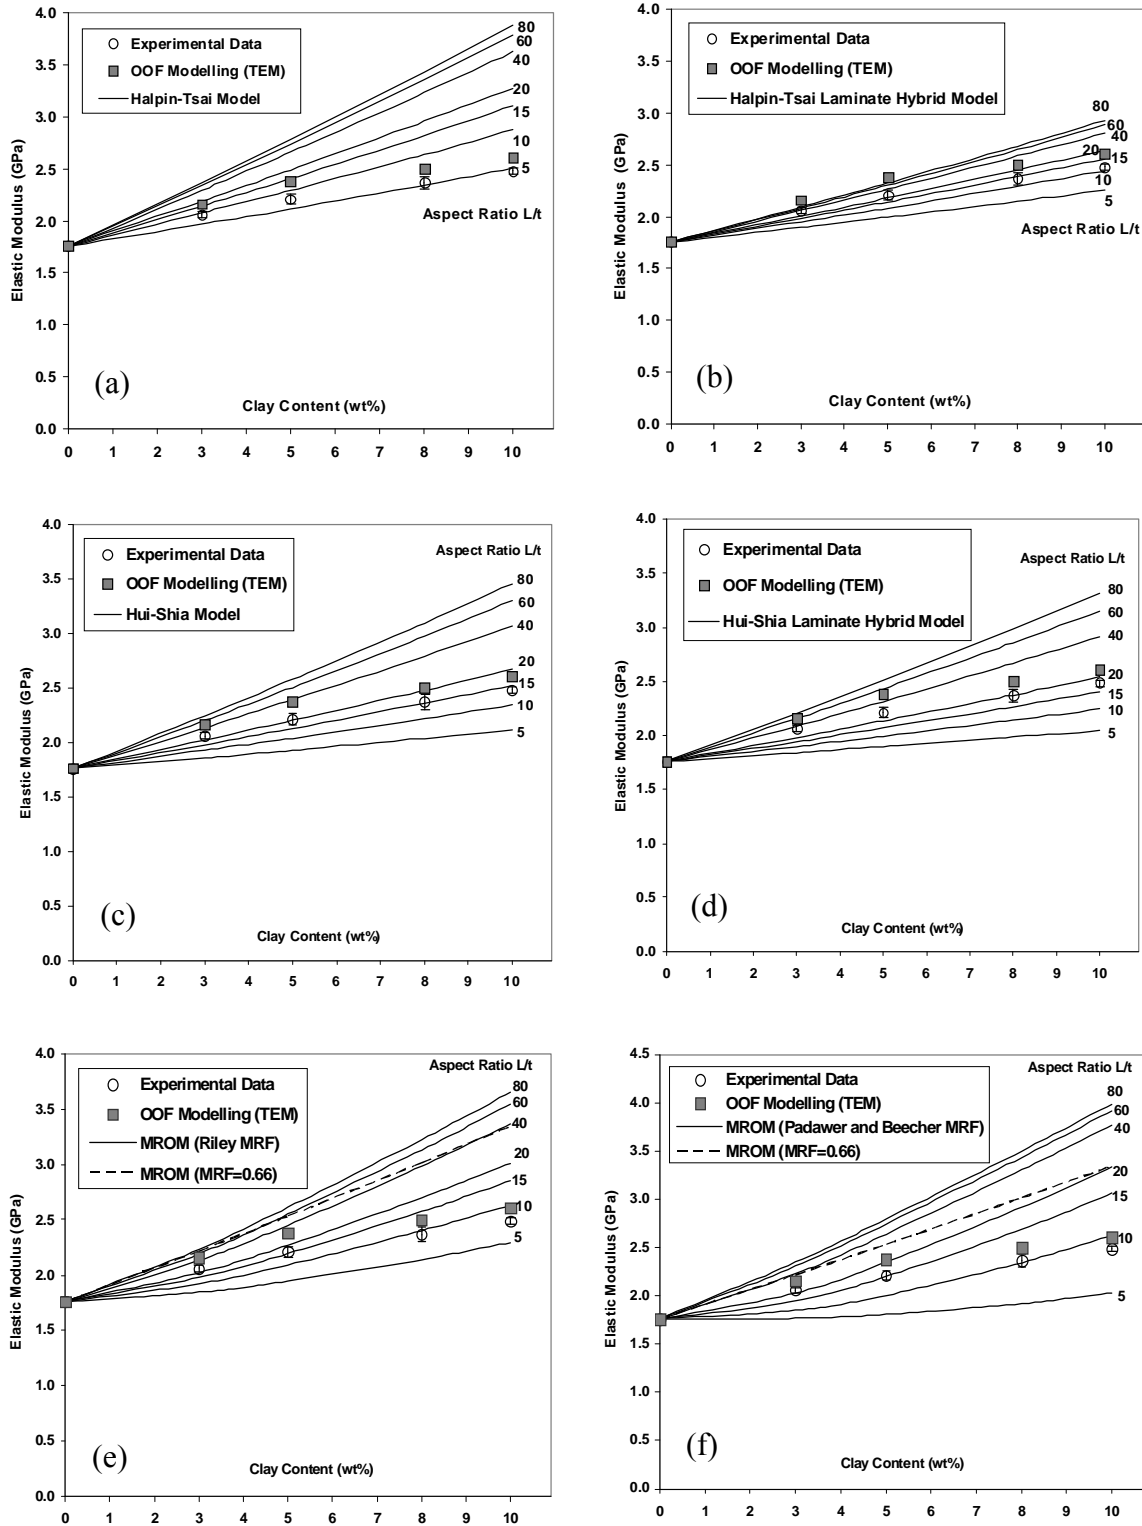 4.0
3.5
3.0
2.5
2.0
1.5
1.0
0.5
0.0
Elastic Modulus (GPa)
Experimental Data
OOF Modelling (TEM)
Halpin-Tsai Model
80
60
40
20
15
10
5
Aspect Ratio L/t
(a)
Clay Content (wt%)
0 1 2 3 4 5 6 7 8 9 10
4.0
3.5
3.0
2.5
2.0
1.5
1.0
0.5
0.0
Elastic Modulus (GPa)
Experimental Data
OOF Modelling (TEM)
Halpin-Tsai Laminate Hybrid Model
80
60
40
20
15
10
5
Aspect Ratio L/t
(b)
Clay Content (wt%)
0 1 2 3 4 5 6 7 8 9 10
4.0
3.5
3.0
2.5
2.0
1.5
1.0
0.5
0.0
Elastic Modulus (GPa)
Experimental Data
OOF Modelling (TEM)
Hui-Shia Model
Aspect Ratio L/t
80
60
40
20
15
10
5
(c)
Clay Content (wt%)
0 1 2 3 4 5 6 7 8 9 10
4.0
3.5
3.0
2.5
2.0
1.5
1.0
0.5
0.0
Elastic Modulus (GPa)
Experimental Data
OOF Modelling (TEM)
Hui-Shia Laminate Hybrid Model
Aspect Ratio L/t
80
60
40
20
15
10
5
(d)
Clay Content (wt%)
0 1 2 3 4 5 6 7 8 9 10
4.0
3.5
3.0
2.5
2.0
1.5
1.0
0.5
0.0
Elastic Modulus (GPa)
Experimental Data
OOF Modelling (TEM)
MROM (Riley MRF)
MROM (MRF=0.66)
Aspect Ratio L/t
80
60
40
20
15
10
5
(e)
Clay Content (wt%)
0 1 2 3 4 5 6 7 8 9 10
4.5
4.0
3.5
3.0
2.5
2.0
1.5
1.0
0.5
0.0
Elastic Modulus (GPa)
Experimental Data
OOF Modelling (TEM)
MROM (Padawer and Beecher MRF)
MROM (MRF=0.66)
Aspect Ratio L/t
80
60
40
20
15
10
5
(f)
Clay Content (wt%)
0 1 2 3 4 5 6 7 8 9 10